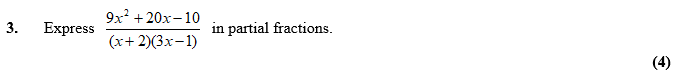 3. Express (9x² + 20x − 10)/((x + 2)(3x − 1)) in partial fractions.
(4)